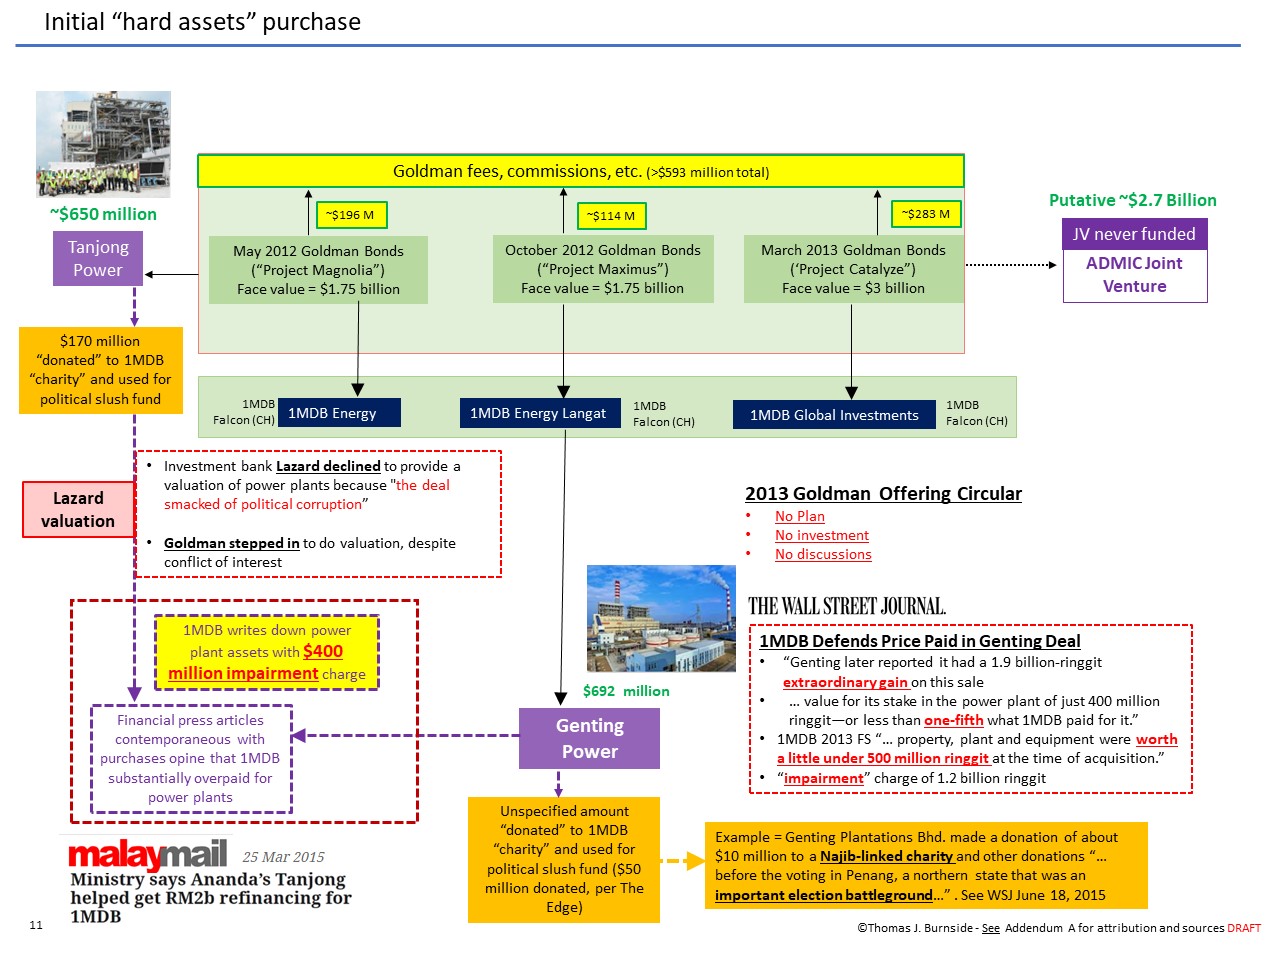 Initial “hard assets” purchase
Goldman fees, commissions, etc. (>$593 million total)
~$196 M
~$114 M
~$283 M
~$650 million
Tanjong
Power
May 2012 Goldman Bonds
(“Project Magnolia”)
Face value = $1.75 billion
October 2012 Goldman Bonds
(“Project Maximus”)
Face value = $1.75 billion
March 2013 Goldman Bonds
(‘Project Catalyze”)
Face value = $3 billion
Putative ~$2.7 Billion
JV never funded
ADMIC Joint
Venture
$170 million
“donated” to 1MDB
“charity” and used for
political slush fund
1MDB
Falcon (CH)
1MDB Energy
1MDB Energy Langat
1MDB
Falcon (CH)
1MDB Global Investments
1MDB
Falcon (CH)
Lazard
valuation
• Investment bank Lazard declined to provide a
valuation of power plants because "the deal
smacked of political corruption”
• Goldman stepped in to do valuation, despite
conflict of interest
2013 Goldman Offering Circular
• No Plan
• No investment
• No discussions
1MDB writes down power
plant assets with $400
million impairment charge
Financial press articles
contemporaneous with
purchases opine that 1MDB
substantially overpaid for
power plants
$692 million
Genting
Power
THE WALL STREET JOURNAL.
1MDB Defends Price Paid in Genting Deal
• “Genting later reported it had a 1.9 billion-ringgit
extraordinary gain on this sale
• … value for its stake in the power plant of just 400 million
ringgit—or less than one-fifth what 1MDB paid for it.”
• 1MDB 2013 FS “… property, plant and equipment were worth
a little under 500 million ringgit at the time of acquisition.”
• “impairment” charge of 1.2 billion ringgit
Unspecified amount
“donated” to 1MDB
“charity” and used for
political slush fund ($50
million donated, per The
Edge)
Example = Genting Plantations Bhd. made a donation of about
$10 million to a Najib-linked charity and other donations “…
before the voting in Penang, a northern state that was an
important election battleground…” . See WSJ June 18, 2015
malaymail 25 Mar 2015
Ministry says Ananda’s Tanjong
helped get RM2b refinancing for
1MDB
11
©Thomas J. Burnside - See Addendum A for attribution and sources DRAFT